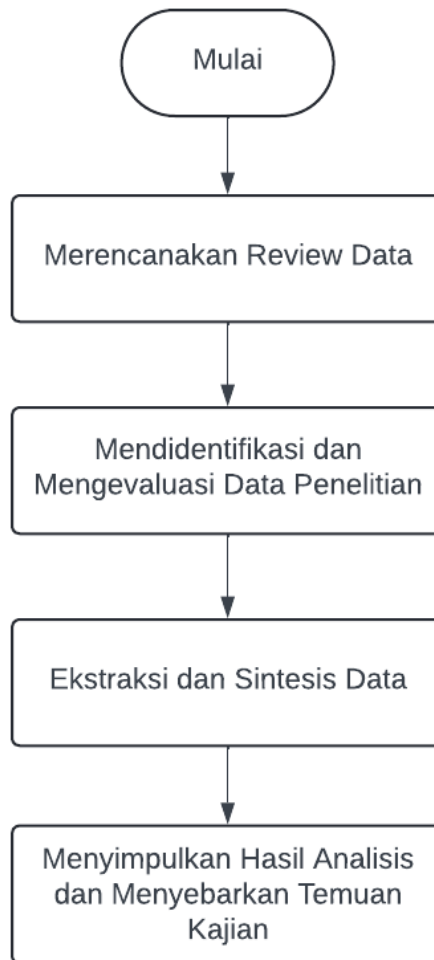 Mulai
Merencanakan Review Data
Mendidentifikasi dan
Mengevaluasi Data Penelitian
Ekstraksi dan Sintesis Data
Menyimpulkan Hasil Analisis
dan Menyebarkan Temuan
Kajian